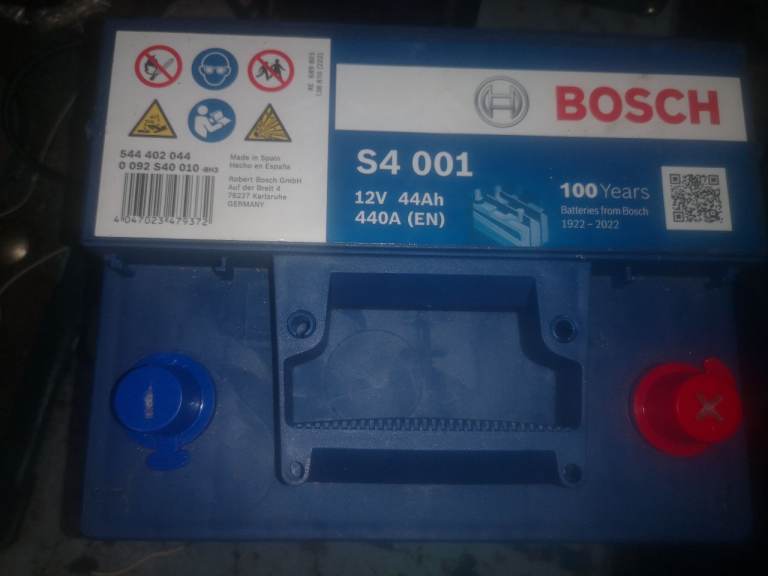 544 402 044
0 092 S40 010 -8H3
4 047023 479372
Made in Spain
Hecho en España
Robert Bosch GmbH
Auf der Breit 4
76227 Karlsruhe
GERMANY
BOSCH
S4 001
12V 44Ah
440A (EN)
100 Years
Batteries from Bosch
1922 – 2022